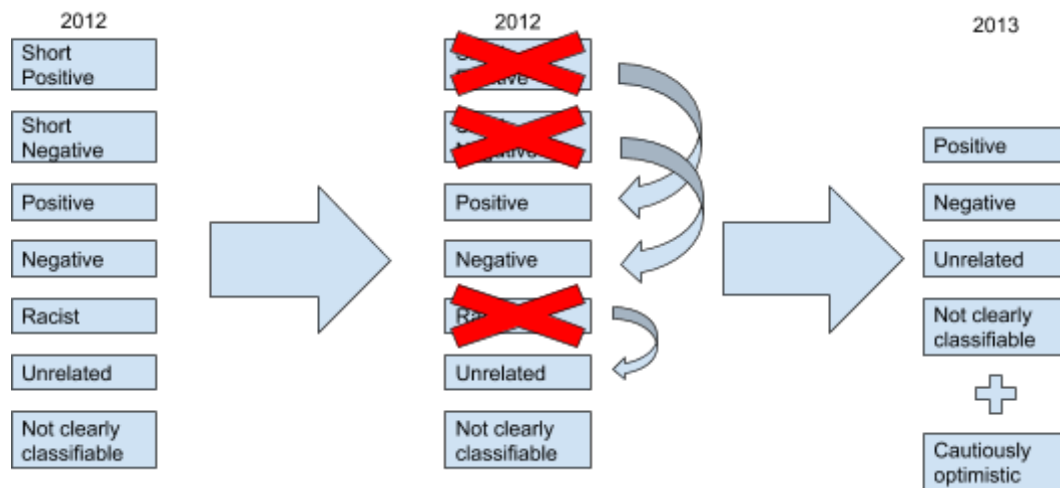 2012
Short
Positive
Short
Negative
Positive
Negative
Racist
Unrelated
Not clearly
classifiable
2012
Positive
Negative
Unrelated
Not clearly
classifiable
2013
Positive
Negative
Unrelated
Not clearly
classifiable
Cautiously
optimistic